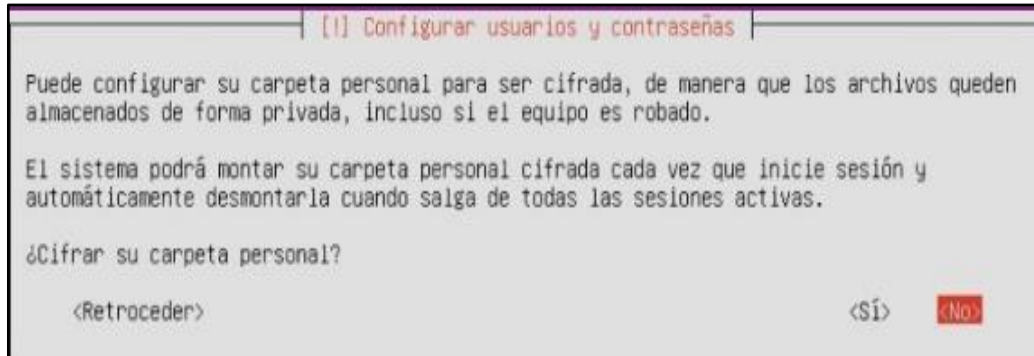 [!] Configurar usuarios y contraseñas
Puede configurar su carpeta personal para ser cifrada, de manera que los archivos queden
almacenados de forma privada, incluso si el equipo es robado.
El sistema podrá montar su carpeta personal cifrada cada vez que inicie sesión y
automáticamente desmontarla cuando salga de todas las sesiones activas.
¿Cifrar su carpeta personal?
<Retroceder> <Sí> <No>